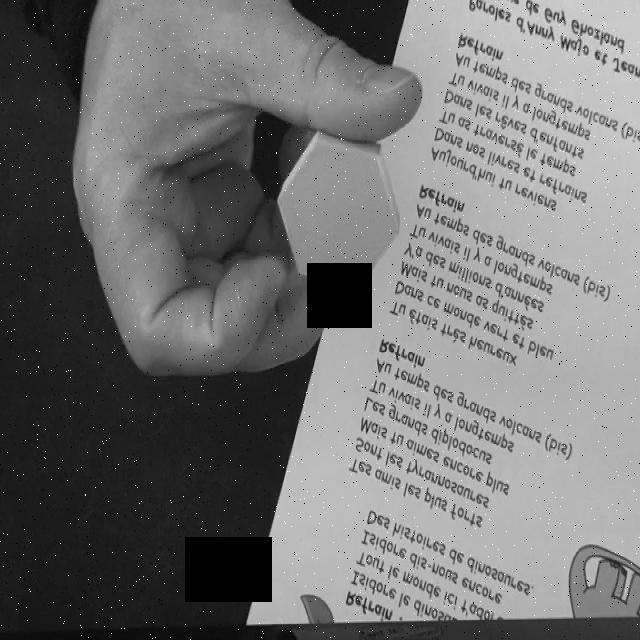 Refrain
Isidore le dinosau
Tout le monde ici t'ador
Isidore dis-nous encore
Des histoires de dinosaures
Tes amis les plus forts
Sont les tyrannosaures
Mais tu aimes encore plus
Les grands diplodocus
Tu vivais il y a longtemps
Au temps des grands volcans (bis)
Refrain
Tu étais très heureux
Dans ce monde vert et bleu
Mais tu nous as quittés
Y'a des millions d'années
Tu vivais il y a longtemps
Au temps des grands volcans (bis)
Refrain
Aujourd'hui tu reviens
Dans nos livres et refrains
Tu as traversé le temps
Dans les rêves d'enfants
Tu vivais il y a longtemps
Au temps des grands volcans (bis
Refrain
Paroles d'Anny Majo et Jean
de Guy Ghozland